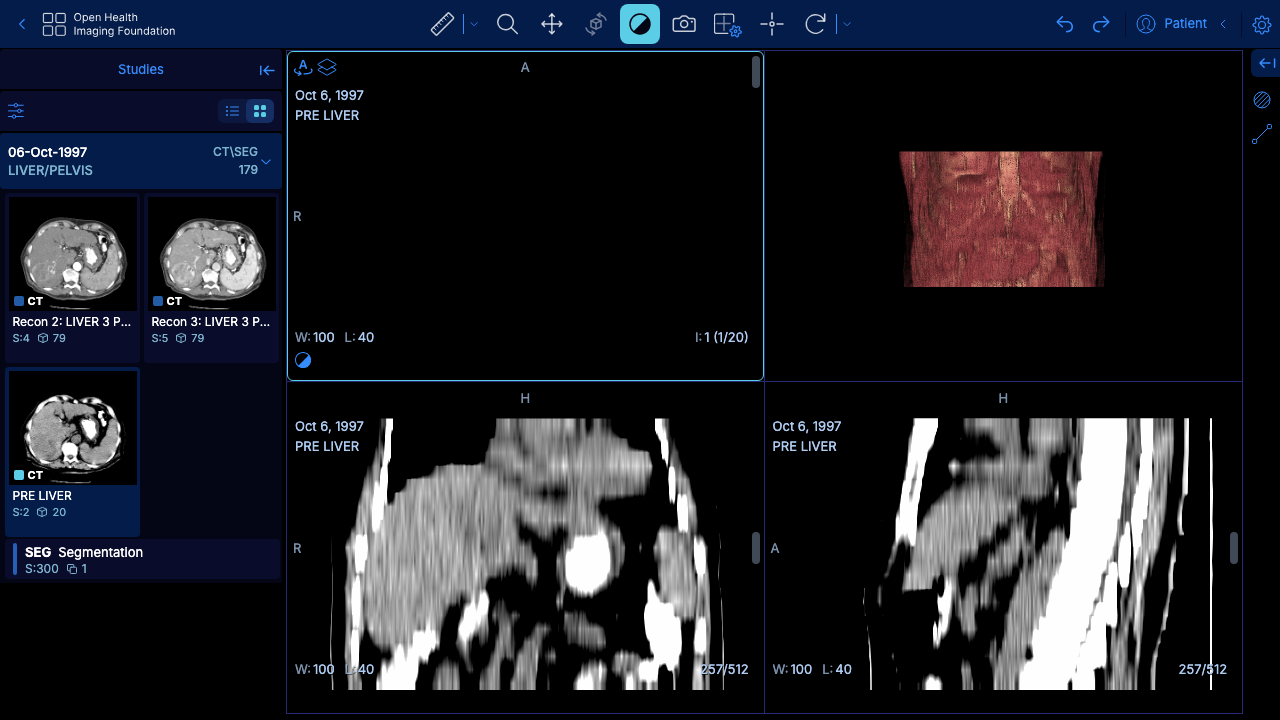 Open Health
Imaging Foundation
Patient
Studies
06-Oct-1997
CT\SEG
LIVER/PELVIS
179
CT
CT
Recon 2: LIVER 3 P...
Recon 3: LIVER 3 P...
S:4 79
S:5 79
CT
PRE LIVER
S:2 20
SEG Segmentation
S:300 1
A
A
Oct 6, 1997
PRE LIVER
R
W: 100 L: 40
I: 1 (1/20)
H
Oct 6, 1997
PRE LIVER
R
W: 100 L: 40
257/512
H
Oct 6, 1997
PRE LIVER
A
W: 100 L: 40
257/512